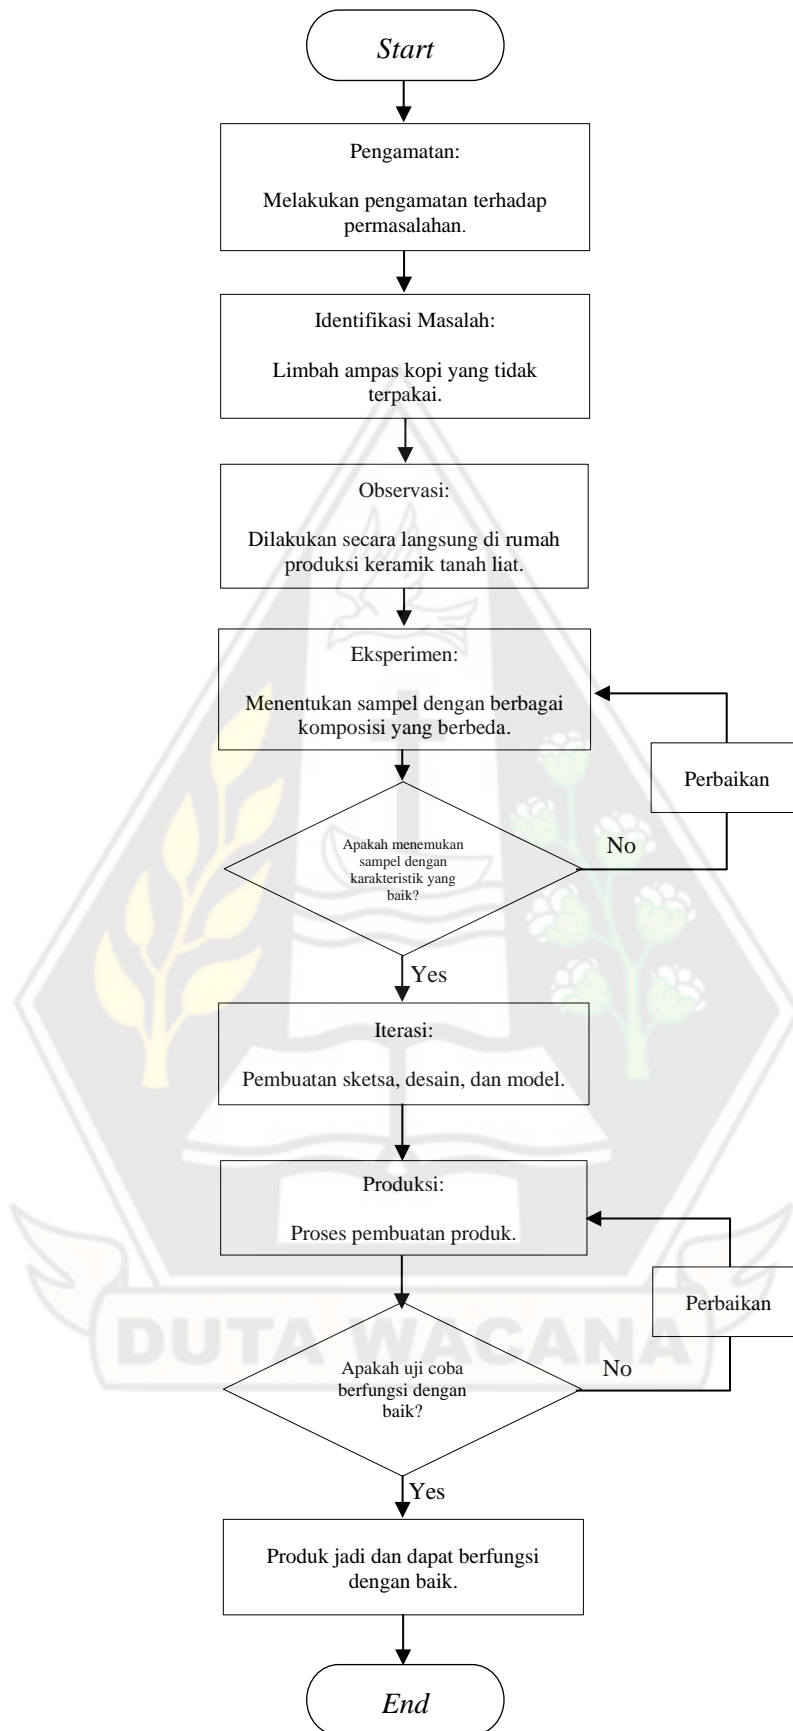 Start
Pengamatan:
Melakukan pengamatan terhadap
permasalahan.
Identifikasi Masalah:
Limbah ampas kopi yang tidak
terpakai.
Observasi:
Dilakukan secara langsung di rumah
produksi keramik tanah liat.
Eksperimen:
Menentukan sampel dengan berbagai
komposisi yang berbeda.
Perbaikan
Apakah menemukan
sampel dengan
karakteristik yang
baik?
No
Yes
Iterasi:
Pembuatan sketsa, desain, dan model.
Produksi:
Proses pembuatan produk.
Perbaikan
DUTA WACANA
Apakah uji coba
berfungsi dengan
baik?
No
Yes
Produk jadi dan dapat berfungsi
dengan baik.
End